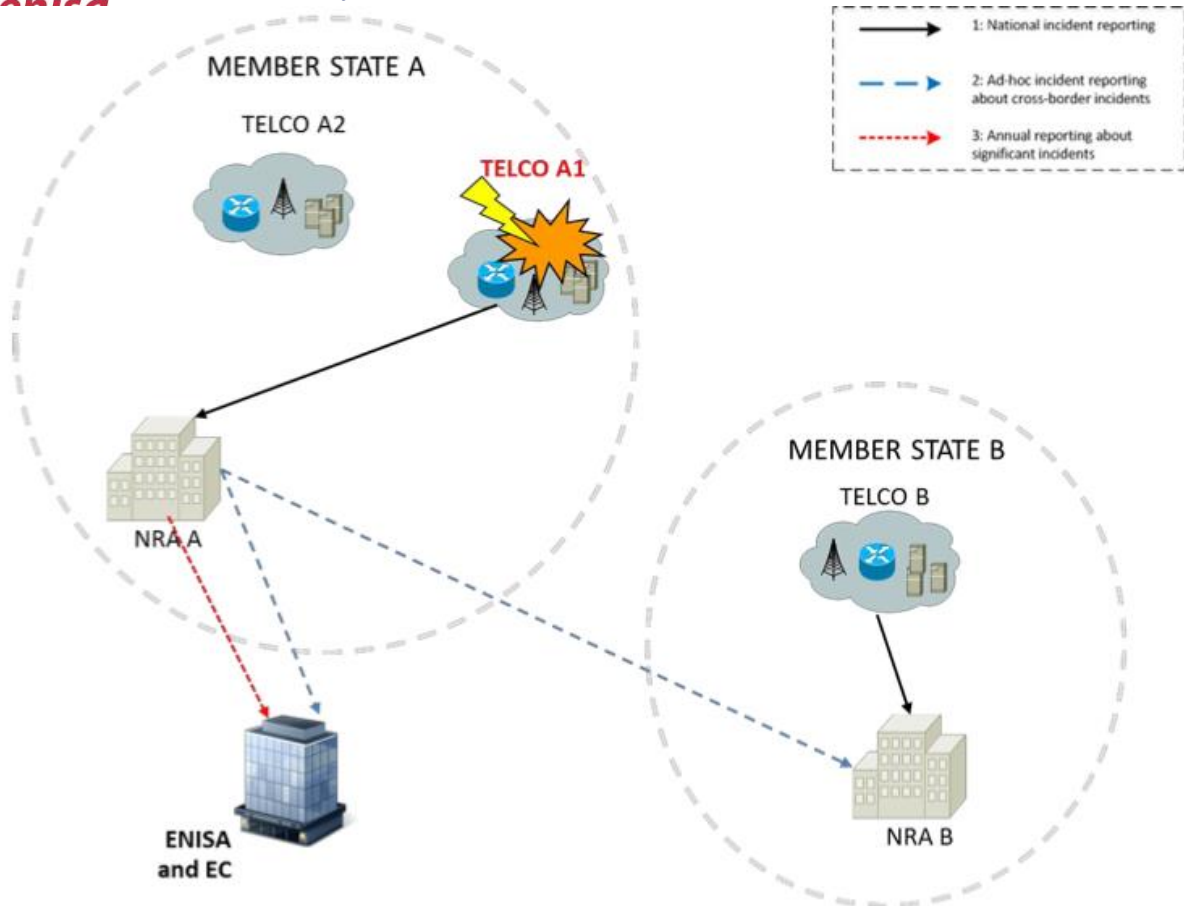 enisa
1: National incident reporting
2: Ad-hoc incident reporting
about cross-border incidents
3: Annual reporting about
significant incidents
MEMBER STATE A
TELCO A2
TELCO A1
NRA A
MEMBER STATE B
TELCO B
NRA B
ENISA
and EC